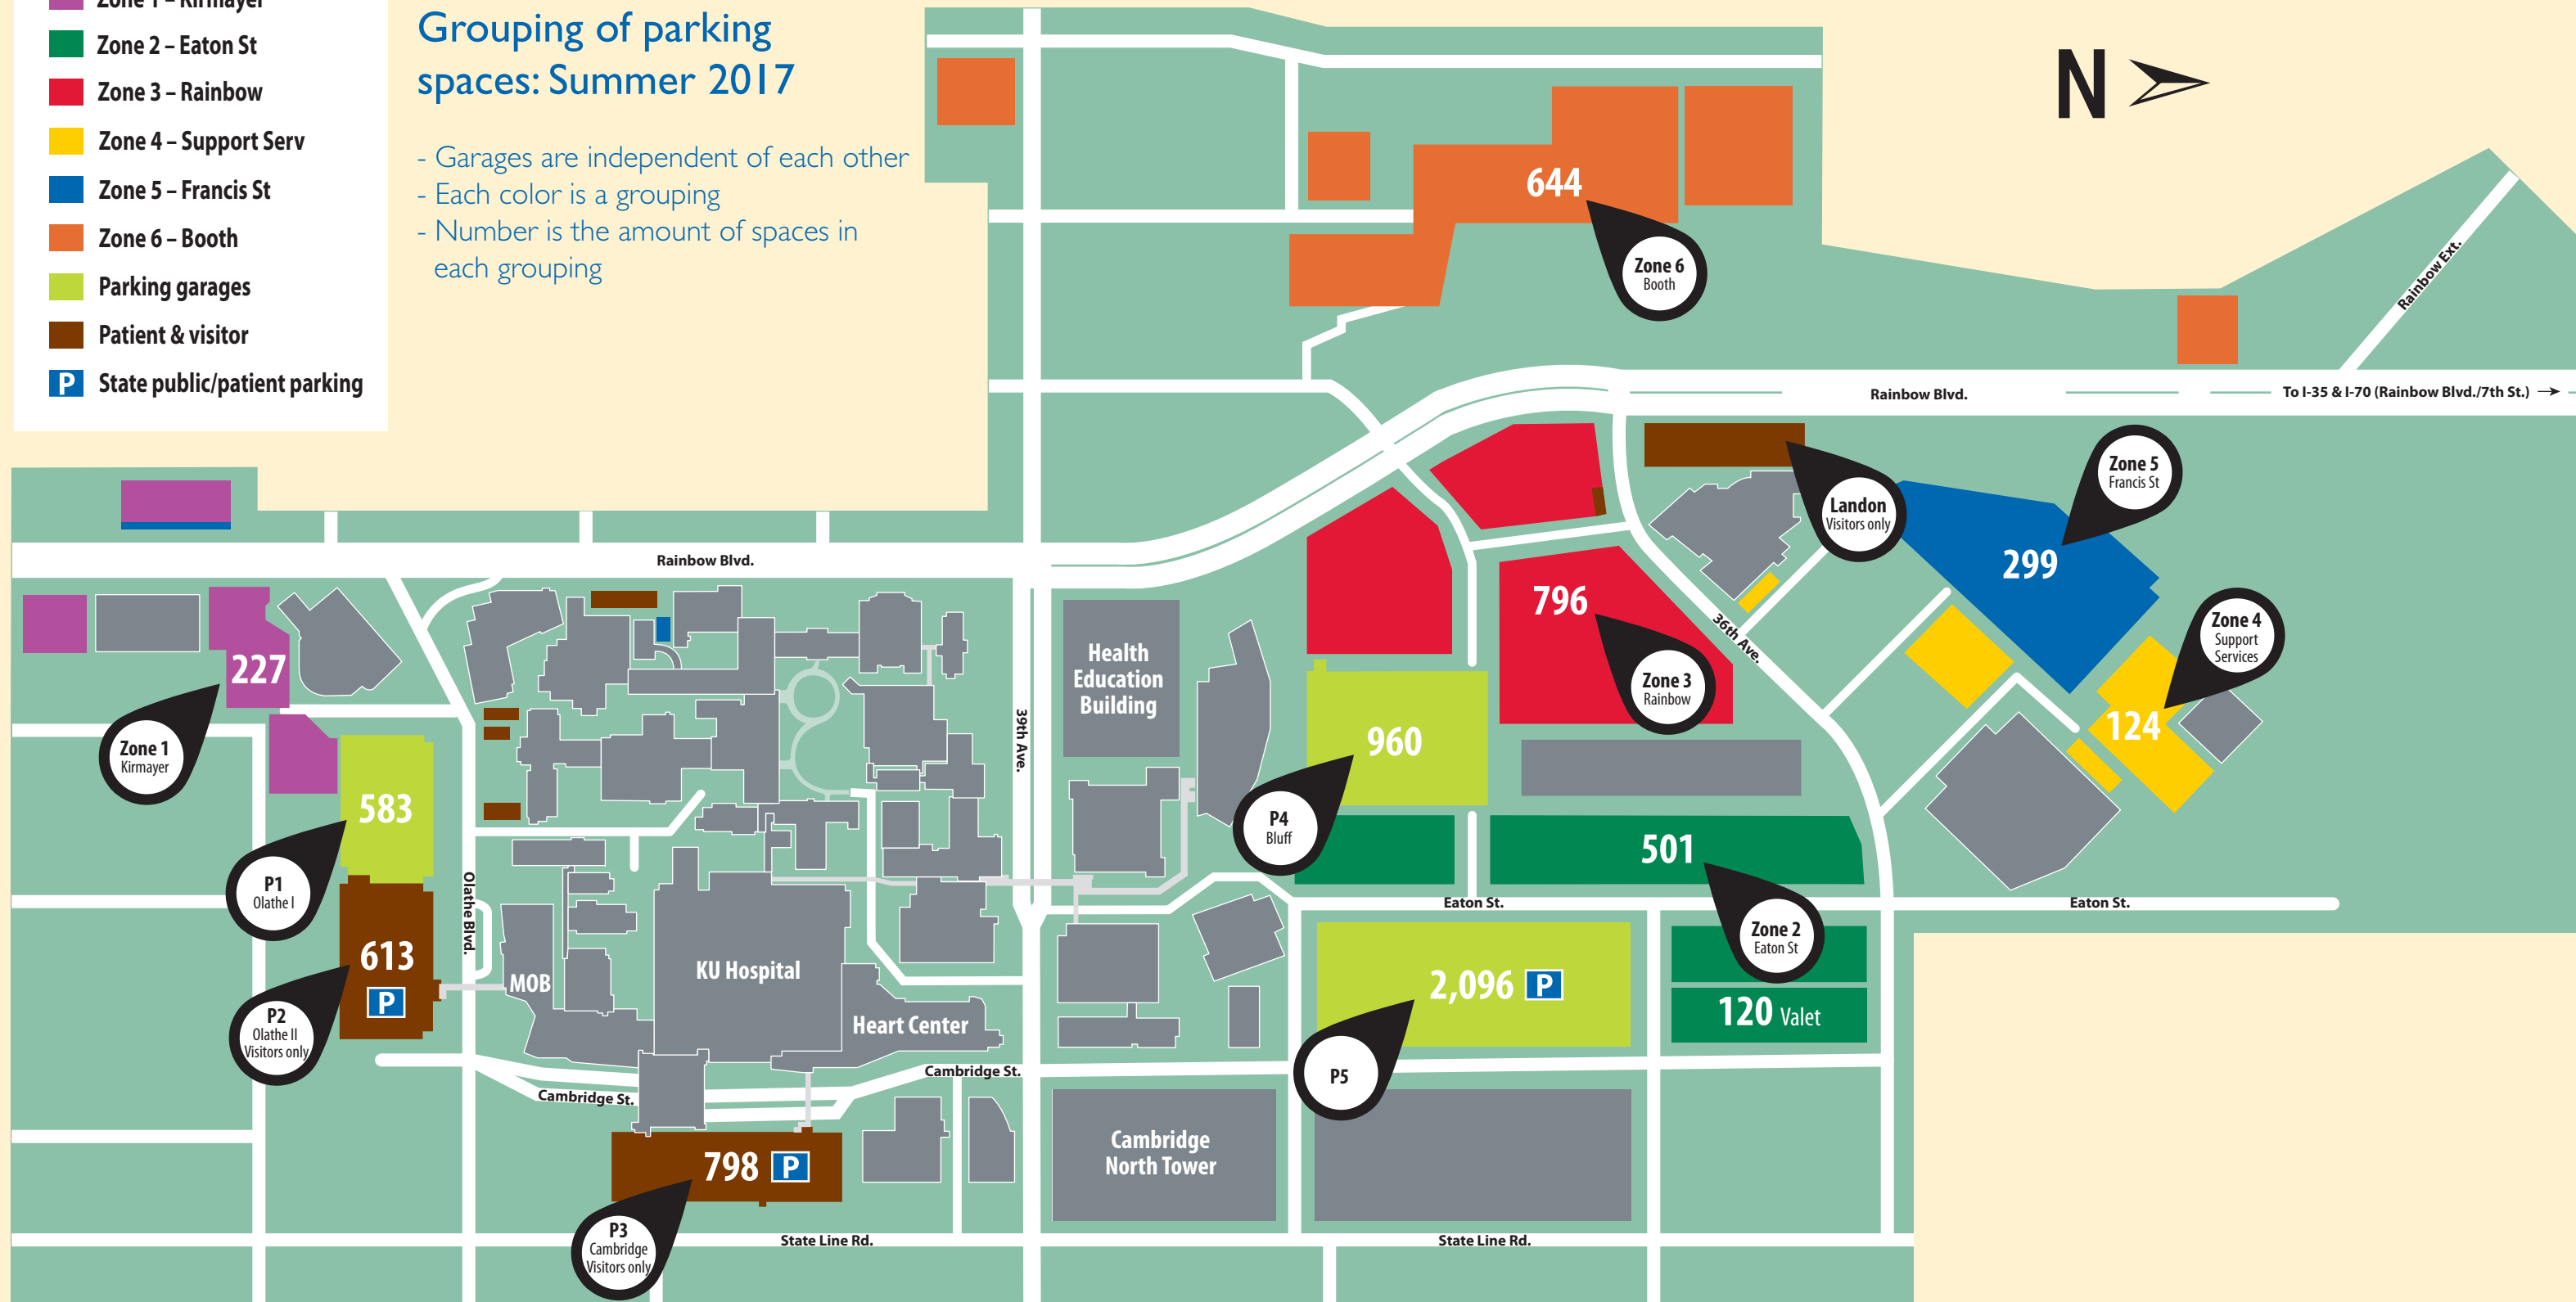 Zone 1 – Kirmayer
Zone 2 – Eaton St
Zone 3 – Rainbow
Zone 4 – Support Serv
Zone 5 – Francis St
Zone 6 – Booth
Parking garages
Patient & visitor
P State public/patient parking
Grouping of parking
spaces: Summer 2017
- Garages are independent of each other
- Each color is a grouping
- Number is the amount of spaces in
each grouping
N
644
Zone 6
Booth
Rainbow Ext.
Rainbow Blvd.
To I-35 & I-70 (Rainbow Blvd./7th St.)
Zone 5
Francis St
Landon
Visitors only
299
Rainbow Blvd.
796
36th Ave.
Zone 4
Support
Services
124
Zone 3
Rainbow
Health
Education
Building
39th Ave.
227
Zone 1
Kirmayer
960
P4
Bluff
583
P1
Olathe I
501
Olathe Blvd.
Eaton St.
Eaton St.
Zone 2
Eaton St
613
P
P2
Olathe II
Visitors only
MOB
KU Hospital
Heart Center
2,096 P
120 Valet
P5
Cambridge St.
Cambridge St.
Cambridge
North Tower
798 P
P3
Cambridge
Visitors only
State Line Rd.
State Line Rd.